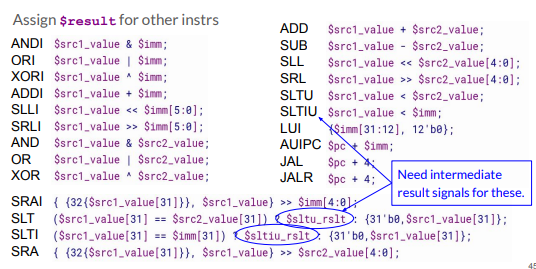 Assign $result for other instrs
ANDI $src1_value & $imm;
ORI $src1_value | $imm;
XORI $src1_value ^ $imm;
ADDI $src1_value + $imm;
SLLI $src1_value << $imm[5:0];
SRLI $src1_value >> $imm[5:0];
AND $src1_value & $src2_value;
OR $src1_value | $src2_value;
XOR $src1_value ^ $src2_value;
ADD $src1_value + $src2_value;
SUB $src1_value - $src2_value;
SLL $src1_value << $src2_value[4:0];
SRL $src1_value >> $src2_value[4:0];
SLTU $src1_value < $src2_value;
SLTIU $src1_value < $imm;
LUI {$imm[31:12], 12'b0};
AUIPC $pc + $imm;
JAL $pc + 4;
JALR $pc + 4;
Need intermediate
result signals for these.
SRAI { {32{$src1_value[31]}}, $src1_value} >> $imm[4:0];
SLT ($src1_value[31] == $src2_value[31]) ? $sltu_rslt : {31'b0,$src1_value[31]};
SLTI ($src1_value[31] == $imm[31]) ? $sltiu_rslt : {31'b0,$src1_value[31]};
SRA { {32{$src1_value[31]}}, $src1_value} >> $src2_value[4:0];
45